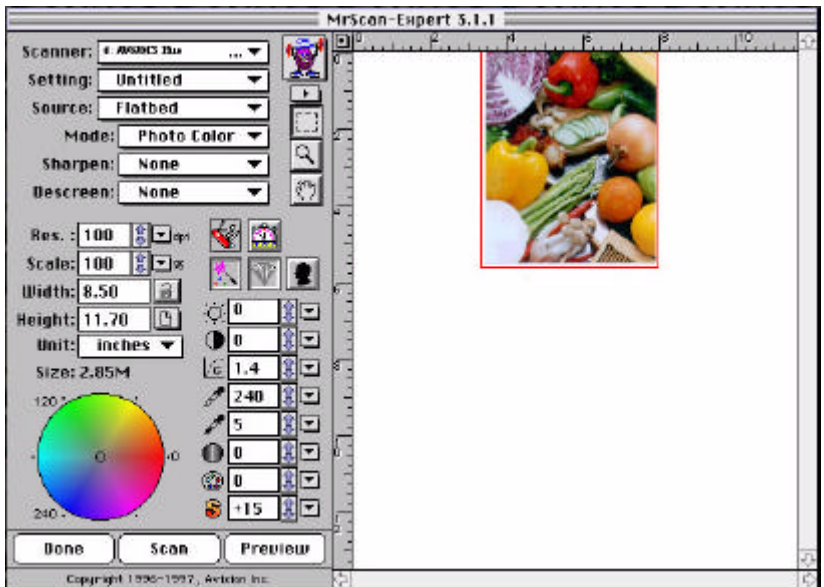 MrScan-Expert 3.1.1
Scanner: ...
Setting: Untitled
Source: Flatbed
Mode: Photo Color
Sharpen: None
Descreen: None
Res. : 100 dpi
Scale: 100 %
Width: 8.50
Height: 11.70
Unit: inches
Size: 2.85M
0
0
1.4
240
5
0
0
+15
120
0
240
Done Scan Preview
Copyright 1996-1997, Avision Inc.